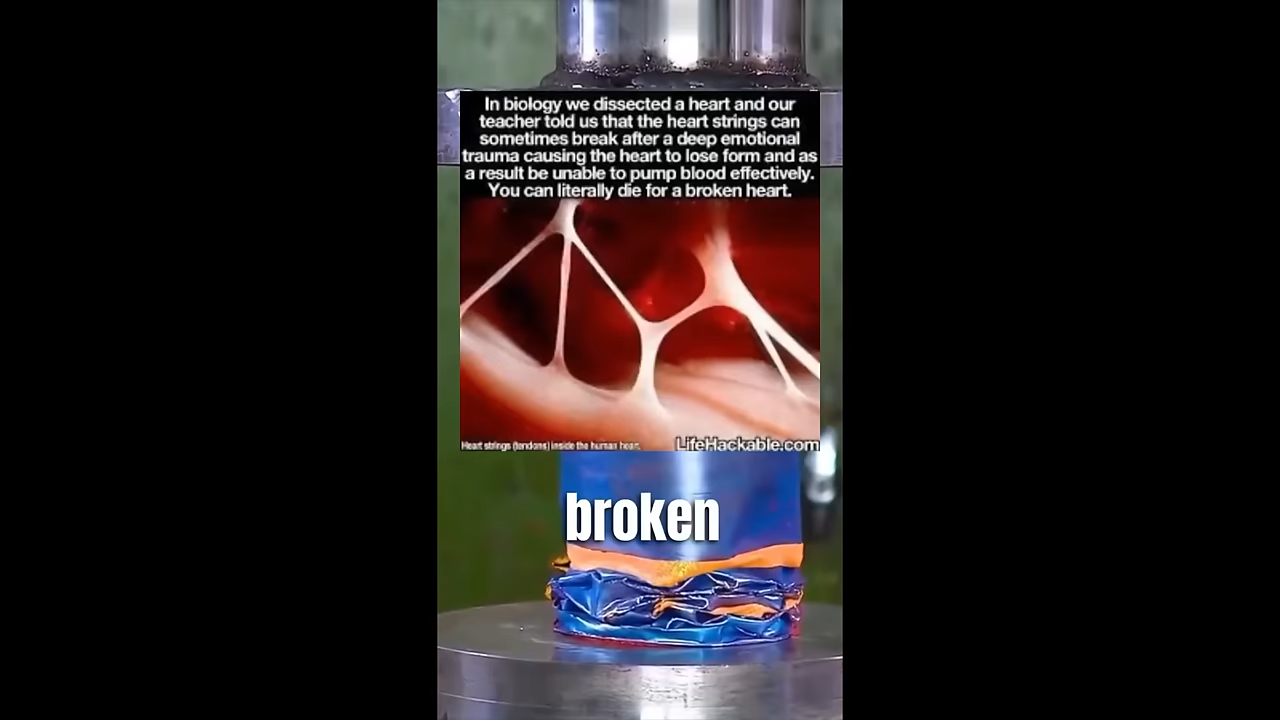 In biology we dissected a heart and our
teacher told us that the heart strings can
sometimes break after a deep emotional
trauma causing the heart to lose form and as
a result be unable to pump blood effectively.
You can literally die for a broken heart.
Heart strings (tendons) inside the human heart.
LifeHackable.com
broken